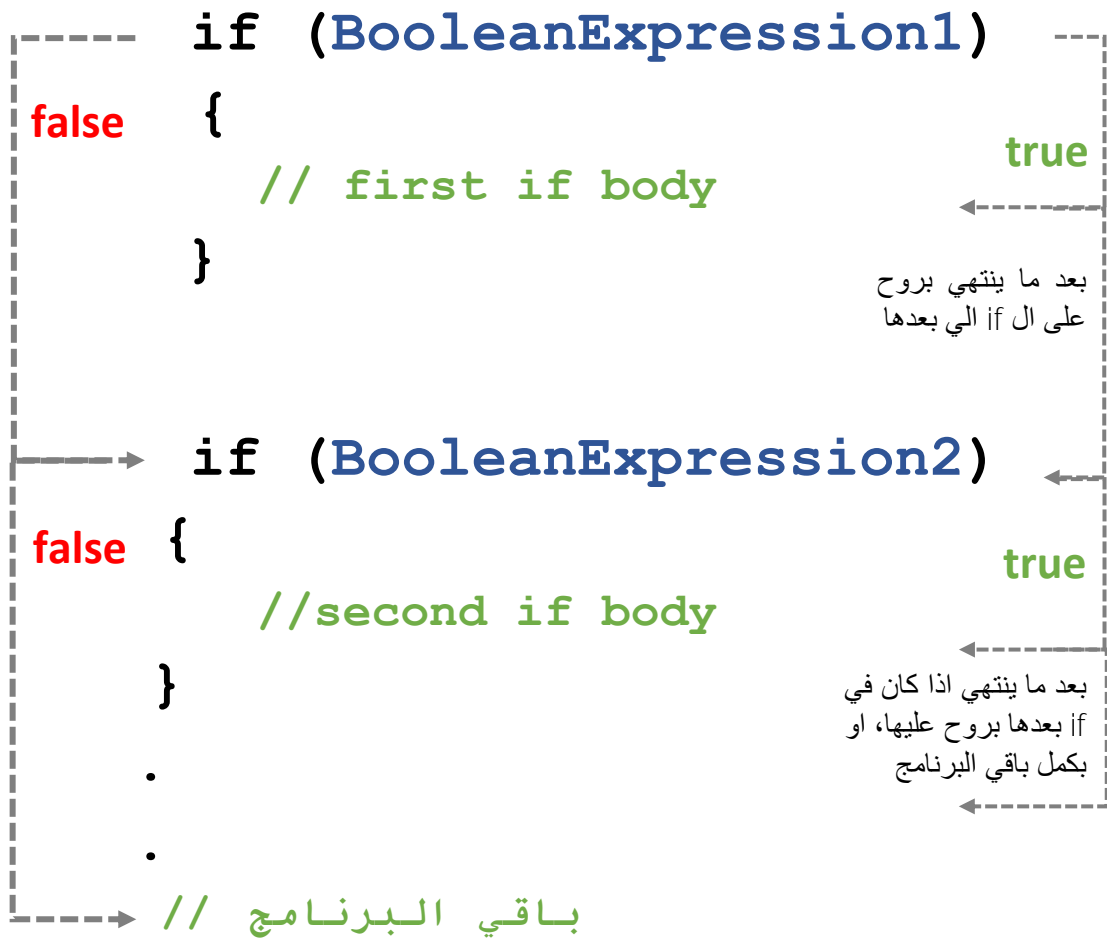 if (BooleanExpression1)
false
{
true
// first if body
}
بعد ما ينتهي بروح
على ال if الي بعدها
if (BooleanExpression2)
false
{
true
//second if body
}
بعد ما ينتهي اذا كان في
if بعدها بروح عليها، او
بكمل باقي البرنامج
.
.
// باقي البرنامج